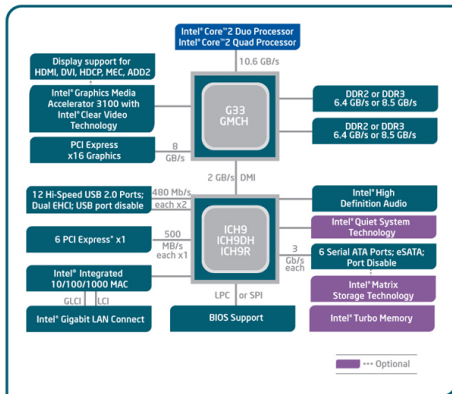 Intel® Core™2 Duo Processor
Intel® Core™2 Quad Processor
10.6 GB/s
Display support for
HDMI, DVI, HDCP, MEC, ADD2
Intel® Graphics Media
Accelerator 3100 with
Intel® Clear Video
Technology
PCI Express
x16 Graphics
8
GB/s
G33
GMCH
DDR2 or DDR3
6.4 GB/s or 8.5 GB/s
DDR2 or DDR3
6.4 GB/s or 8.5 GB/s
2 GB/s DMI
12 Hi-Speed USB 2.0 Ports;
Dual EHCI; USB port disable
480 Mb/s
each x2
6 PCI Express® x1
500
MB/s
each x1
Intel® Integrated
10/100/1000 MAC
GLCI LCI
Intel® Gigabit LAN Connect
ICH9
ICH9DH
ICH9R
Intel® High
Definition Audio
Intel® Quiet System
Technology
3
Gb/s
each
6 Serial ATA Ports; eSATA;
Port Disable
Intel® Matrix
Storage Technology
Intel® Turbo Memory
LPC or SPI
BIOS Support
Optional